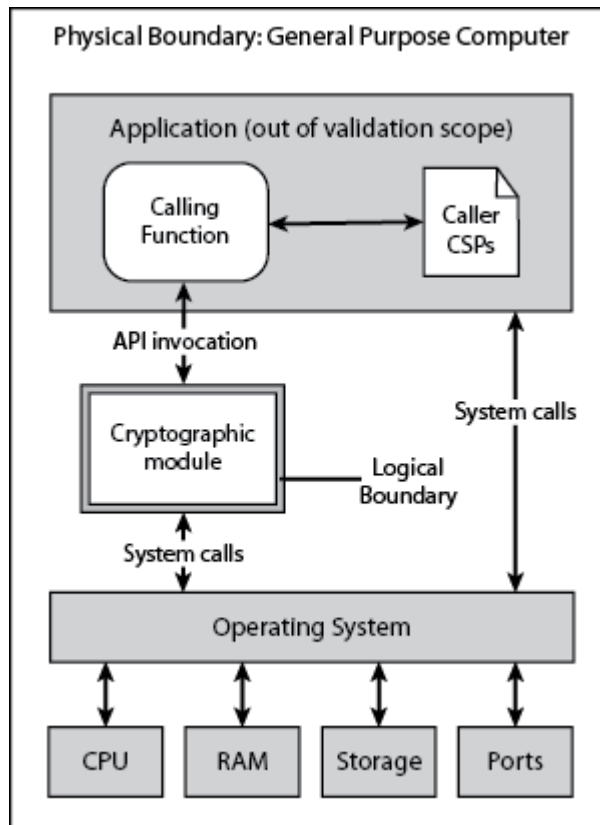 Physical Boundary: General Purpose Computer
Application (out of validation scope)
Calling
Function
Caller
CSPs
API invocation
System calls
Cryptographic
module
Logical
Boundary
System calls
Operating System
CPU
RAM
Storage
Ports